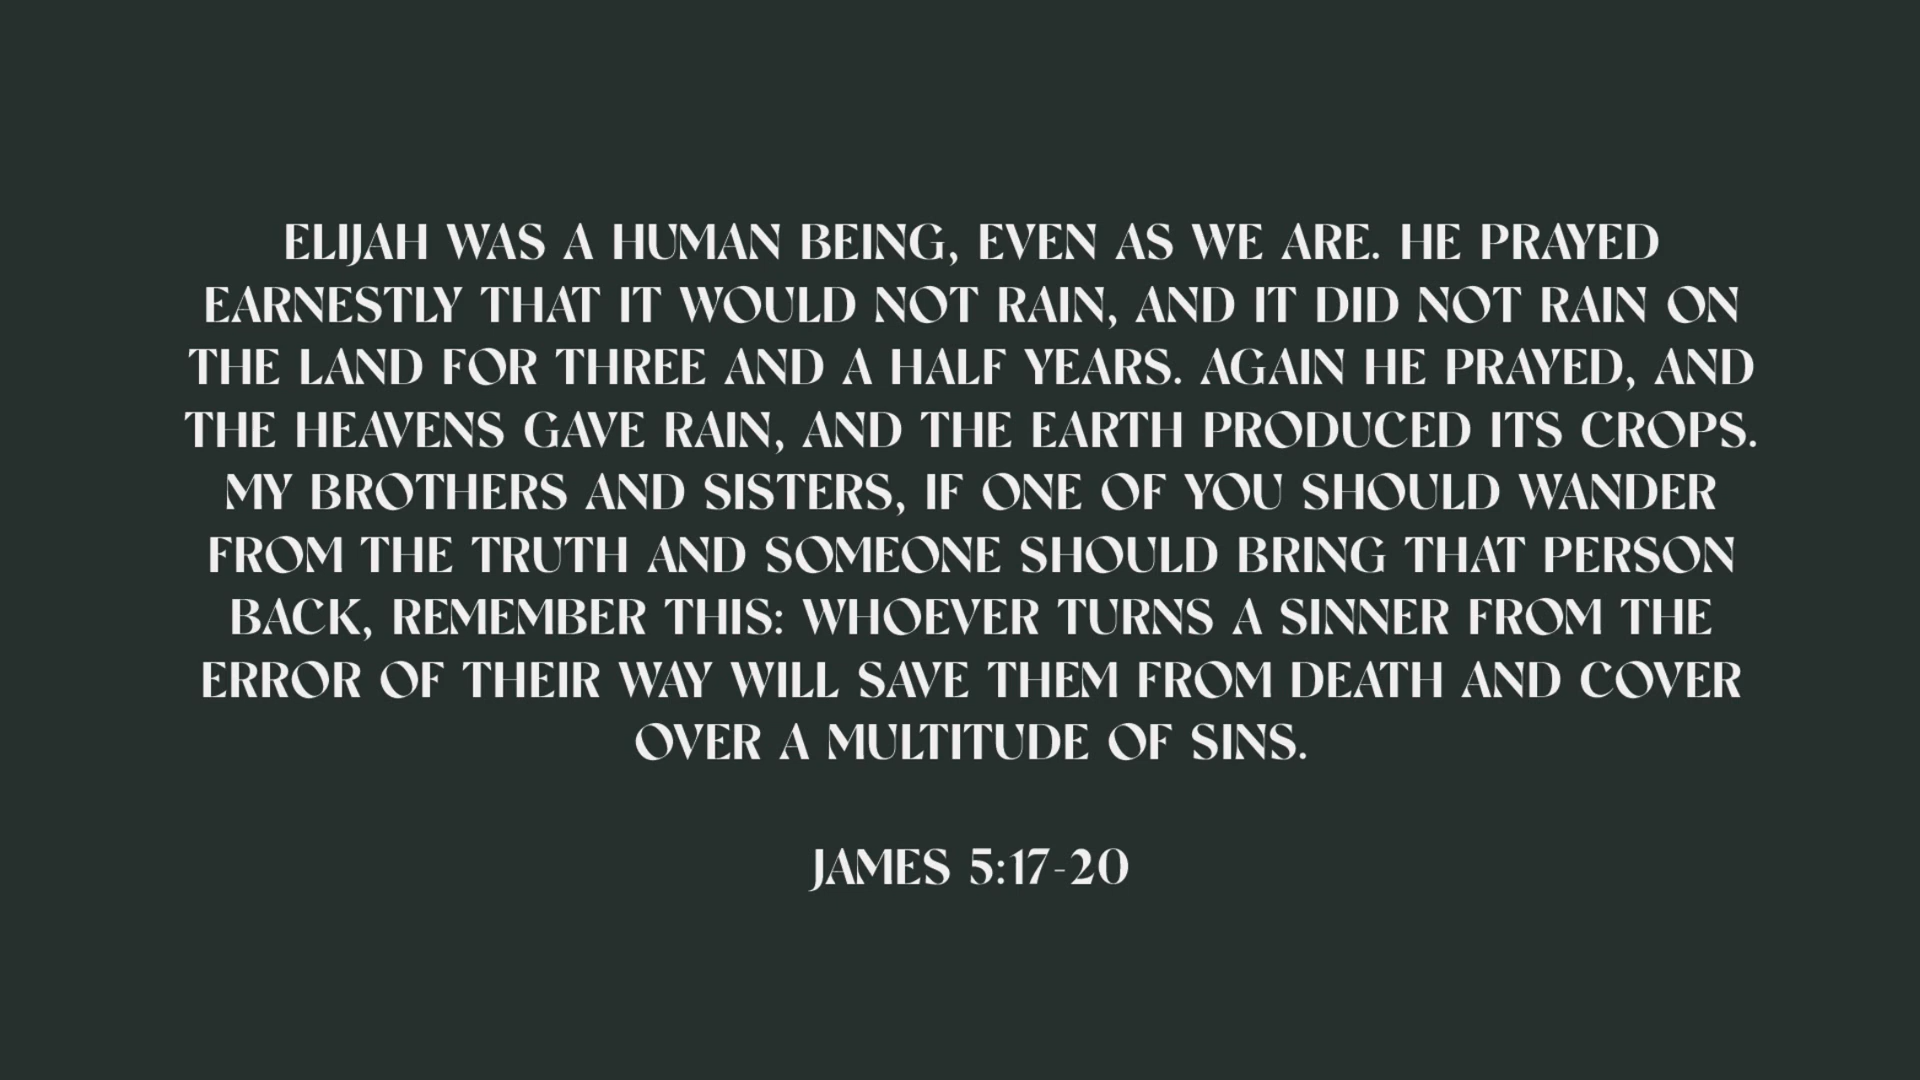 ELIJAH WAS A HUMAN BEING, EVEN AS WE ARE. HE PRAYED
EARNESTLY THAT IT WOULD NOT RAIN, AND IT DID NOT RAIN ON
THE LAND FOR THREE AND A HALF YEARS. AGAIN HE PRAYED, AND
THE HEAVENS GAVE RAIN, AND THE EARTH PRODUCED ITS CROPS.
MY BROTHERS AND SISTERS, IF ONE OF YOU SHOULD WANDER
FROM THE TRUTH AND SOMEONE SHOULD BRING THAT PERSON
BACK, REMEMBER THIS: WHOEVER TURNS A SINNER FROM THE
ERROR OF THEIR WAY WILL SAVE THEM FROM DEATH AND COVER
OVER A MULTITUDE OF SINS.
JAMES 5:17-20